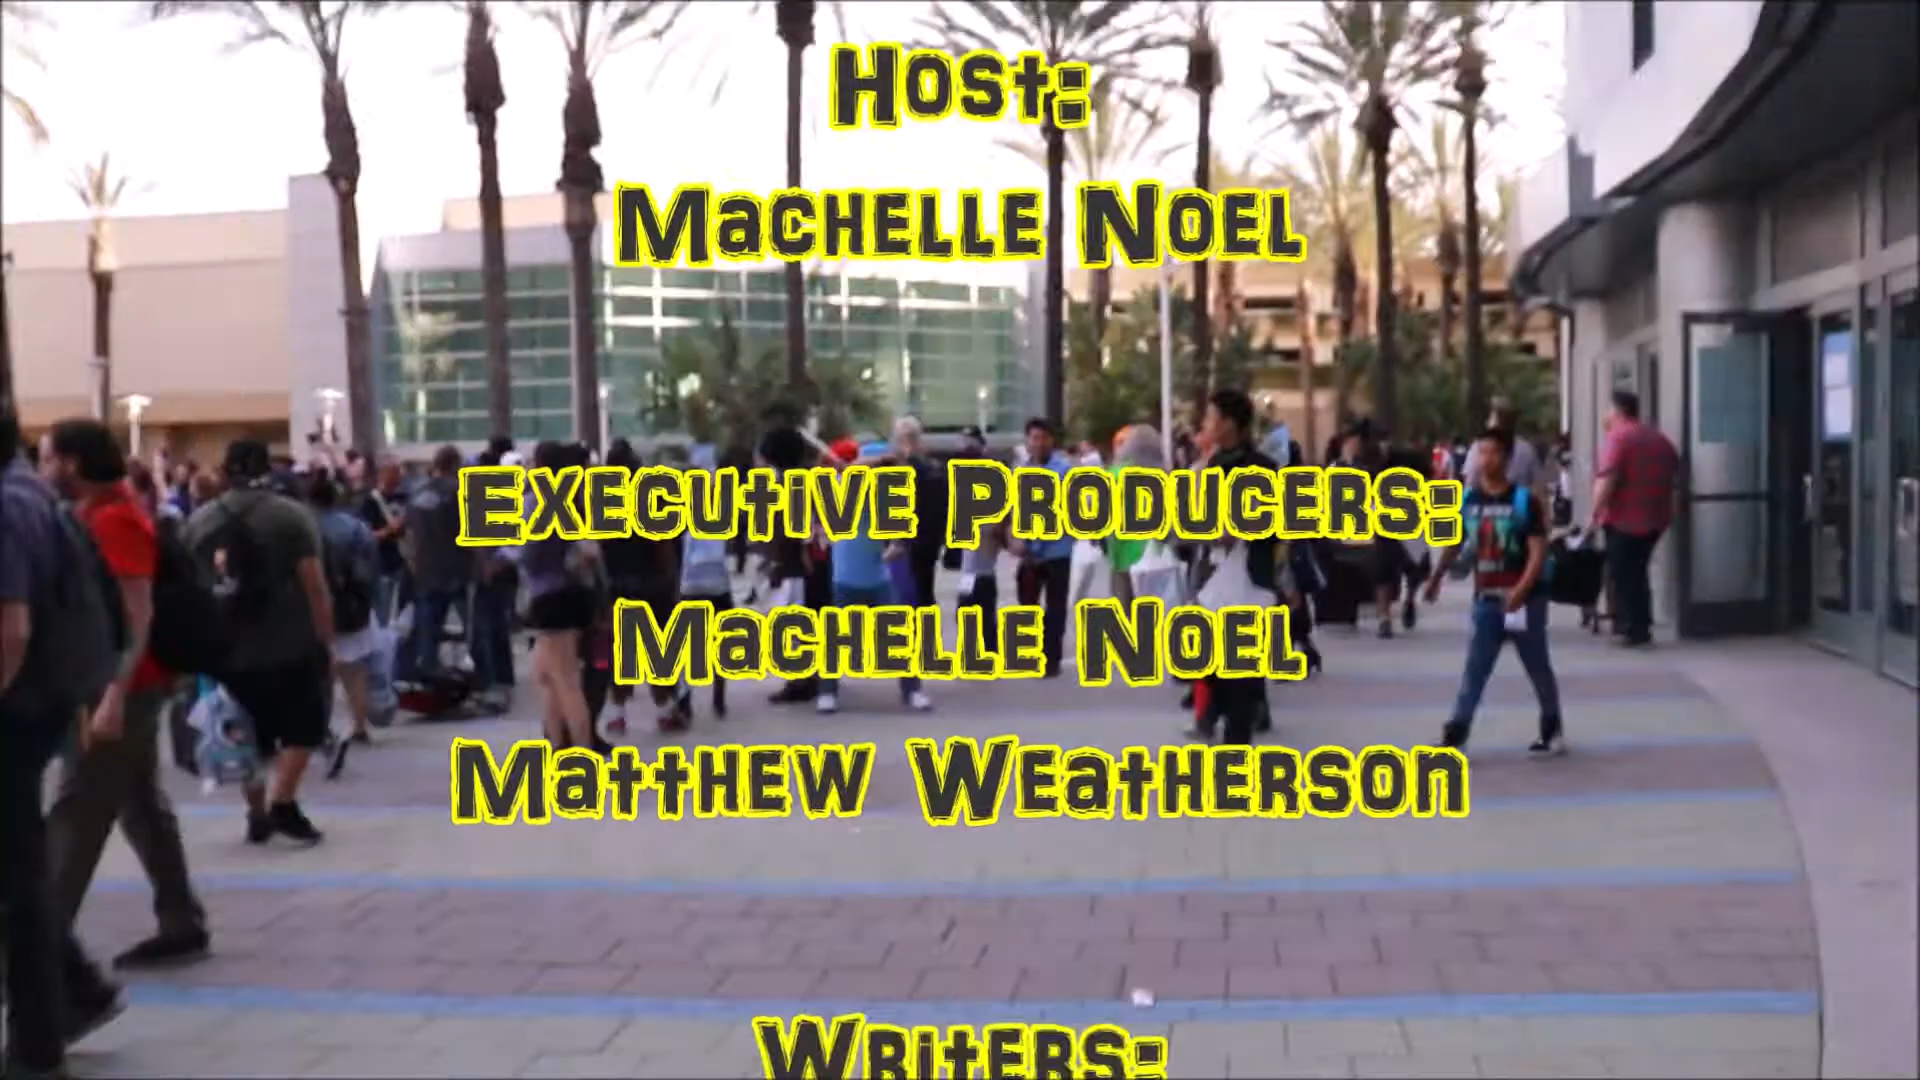 Host:
Machelle Noel
Executive Producers:
Machelle Noel
Matthew Weatherson
Writers: